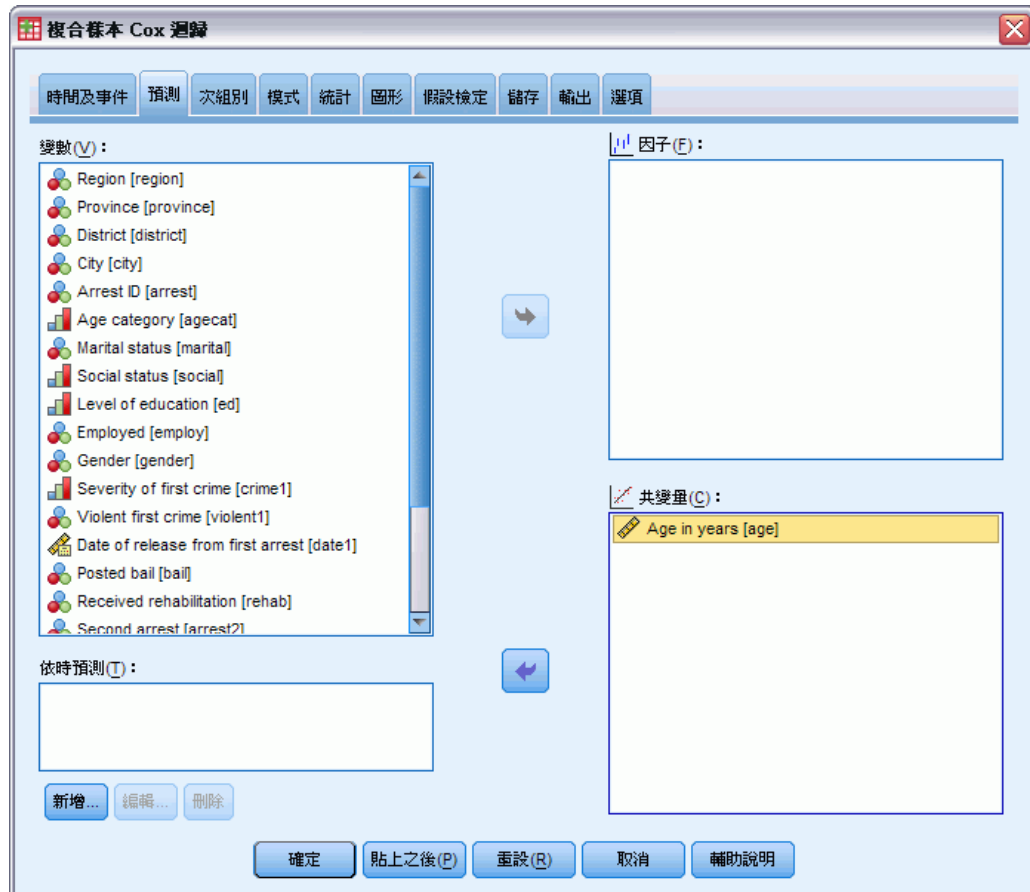 複合樣本 Cox 迴歸
時間及事件 預測 次組別 模式 統計 圖形 假設檢定 儲存 輸出 選項
變數(V)：
Region [region]
Province [province]
District [district]
City [city]
Arrest ID [arrest]
Age category [agecat]
Marital status [marital]
Social status [social]
Level of education [ed]
Employed [employ]
Gender [gender]
Severity of first crime [crime1]
Violent first crime [violent1]
Date of release from first arrest [date1]
Posted bail [bail]
Received rehabilitation [rehab]
Second arrest [arrest2]
依時預測(T)：
新增... 編輯... 刪除
因子(F)：
共變量(C)：
Age in years [age]
確定 貼上之後(P) 重設(R) 取消 輔助說明